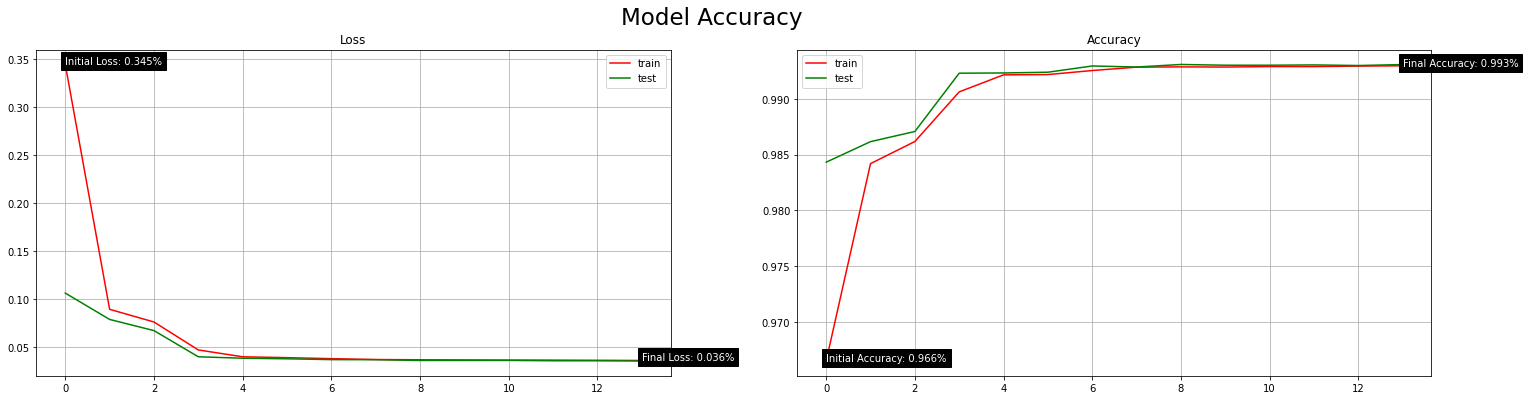 Model Accuracy
Loss
Initial Loss: 0.345%
train
test
Final Loss: 0.036%
0.35
0.30
0.25
0.20
0.15
0.10
0.05
0 2 4 6 8 10 12
Accuracy
train
test
Final Accuracy: 0.993%
Initial Accuracy: 0.966%
0.990
0.985
0.980
0.975
0.970
0 2 4 6 8 10 12